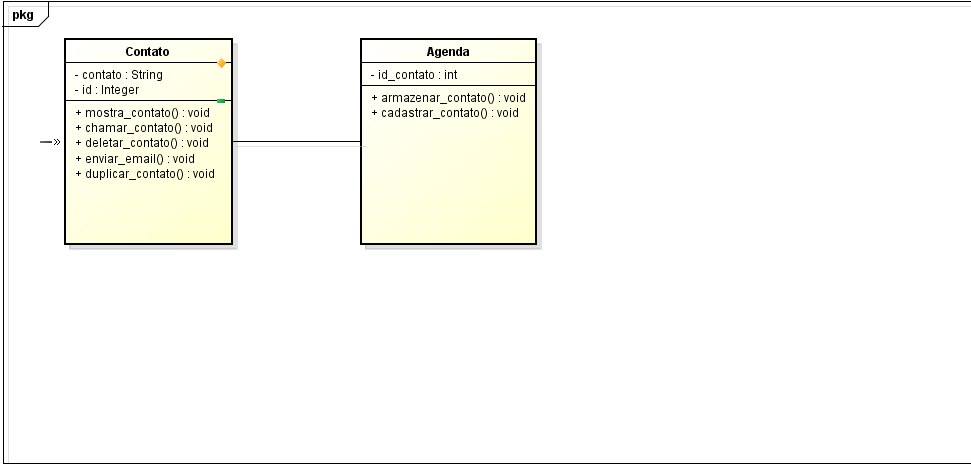 pkg
Contato
- contato : String
- id : Integer
+ mostra_contato() : void
+ chamar_contato() : void
+ deletar_contato() : void
+ enviar_email() : void
+ duplicar_contato() : void
Agenda
- id_contato : int
+ armazenar_contato() : void
+ cadastrar_contato() : void